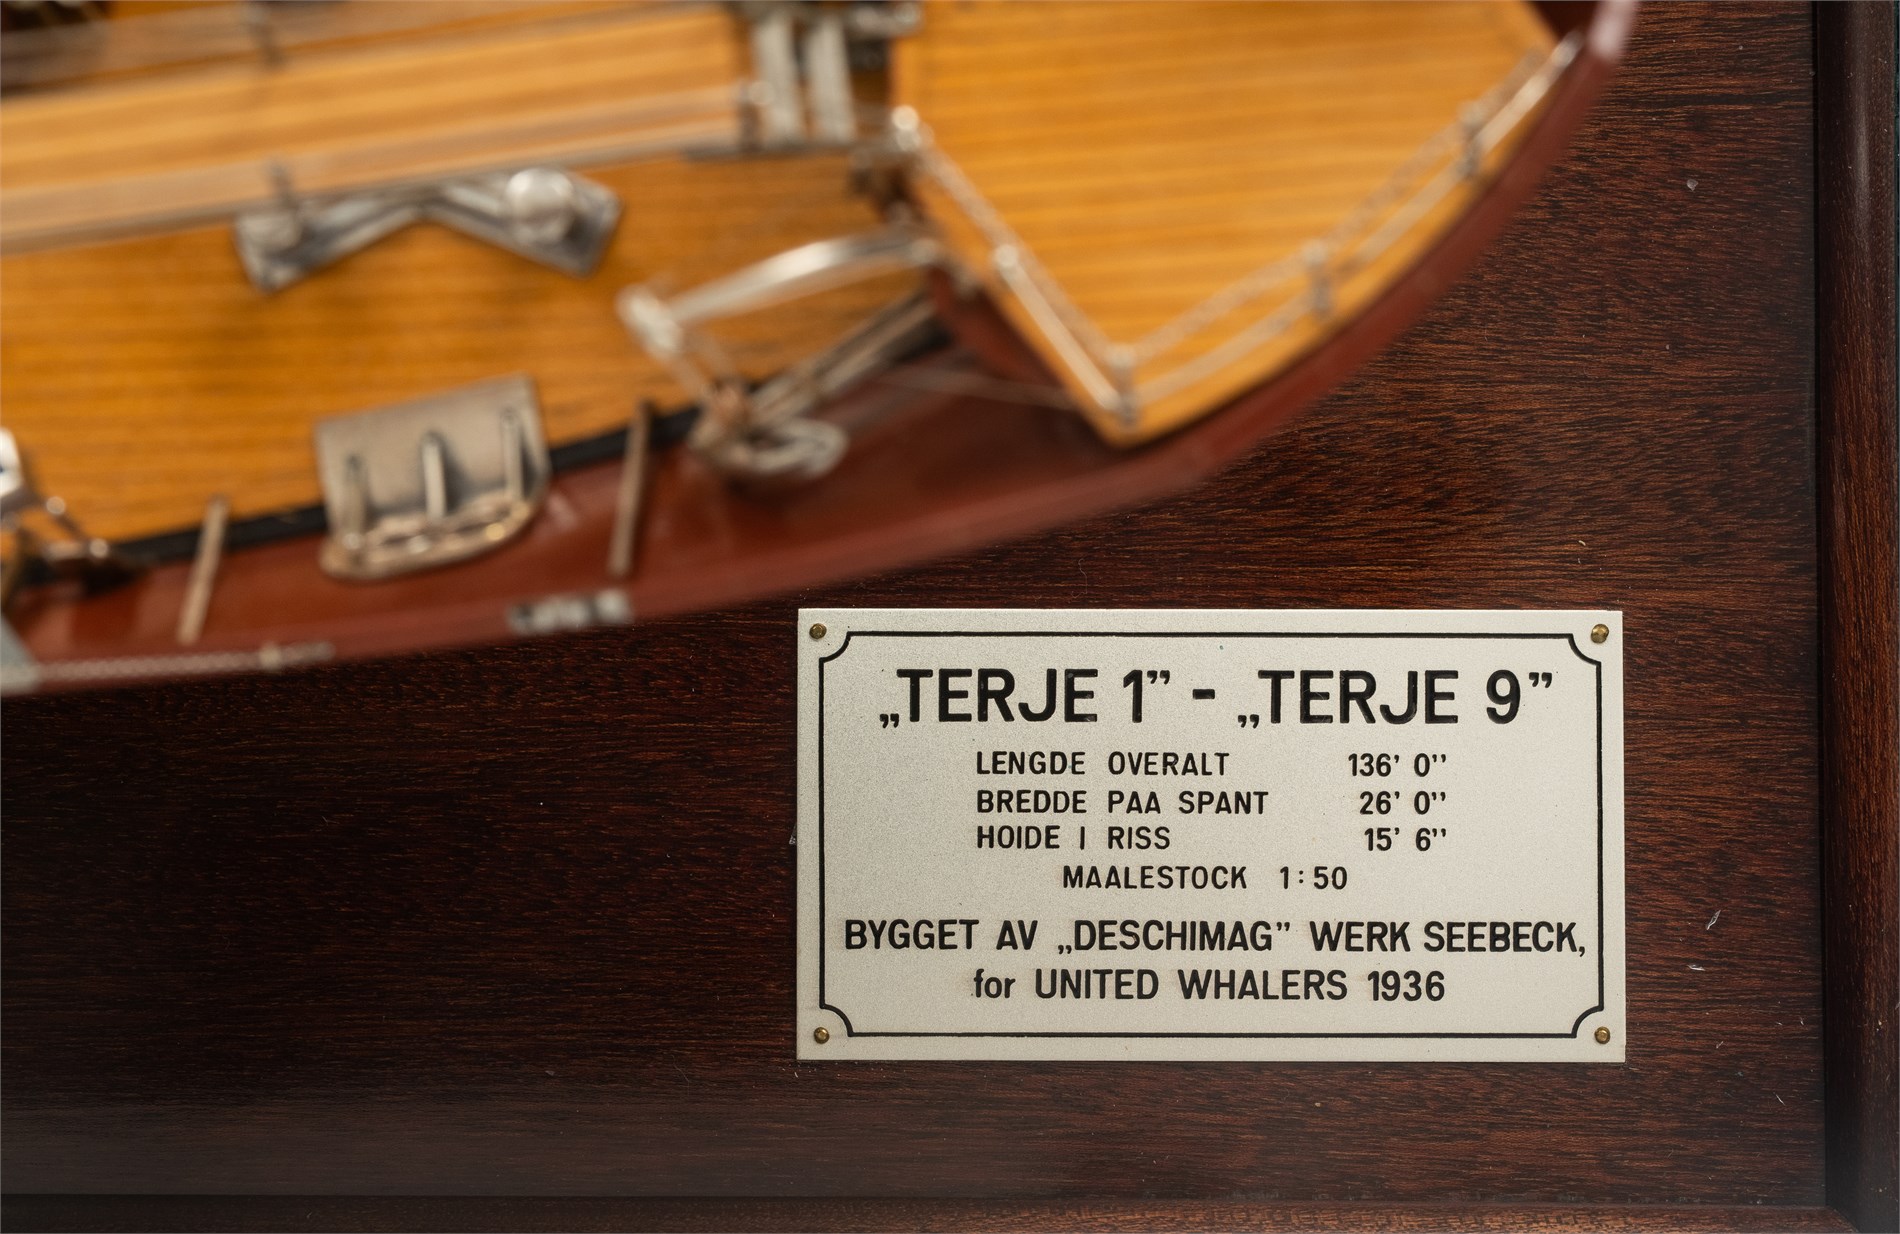 „TERJE 1” - „TERJE 9”
LENGDE OVERALT 136' 0''
BREDDE PAA SPANT 26' 0''
HOIDE I RISS 15' 6''
MAALESTOCK 1:50
BYGGET AV „DESCHIMAG” WERK SEEBECK,
for UNITED WHALERS 1936